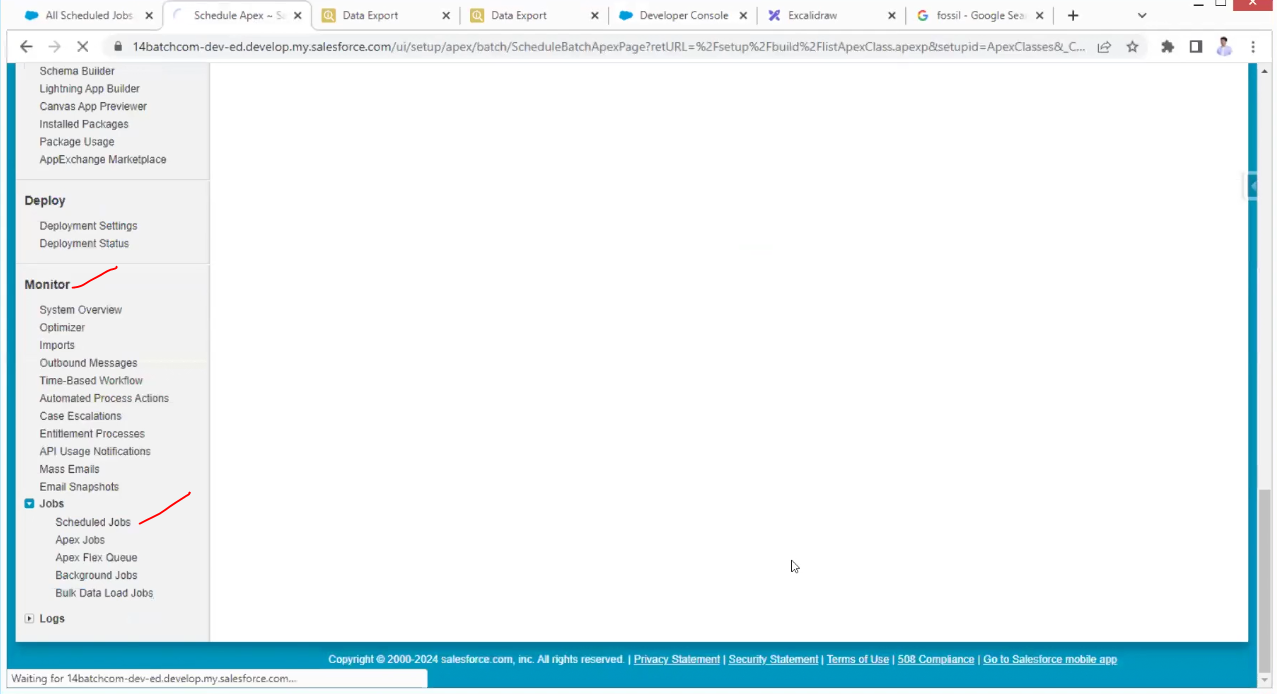 All Scheduled Jobs
Schedule Apex ~ Sa
Data Export
Data Export
Developer Console
Excalidraw
fossil - Google Sea
14batchcom-dev-ed.develop.my.salesforce.com/ui/setup/apex/batch/ScheduleBatchApexPage?retURL=%2Fsetup%2Fbuild%2FlistApexClass.apexp&setupid=ApexClasses&_C...
Schema Builder
Lightning App Builder
Canvas App Previewer
Installed Packages
Package Usage
AppExchange Marketplace
Deploy
Deployment Settings
Deployment Status
Monitor
System Overview
Optimizer
Imports
Outbound Messages
Time-Based Workflow
Automated Process Actions
Case Escalations
Entitlement Processes
API Usage Notifications
Mass Emails
Email Snapshots
Jobs
Scheduled Jobs
Apex Jobs
Apex Flex Queue
Background Jobs
Bulk Data Load Jobs
Logs
Copyright © 2000-2024 salesforce.com, inc. All rights reserved. | Privacy Statement | Security Statement | Terms of Use | 508 Compliance | Go to Salesforce mobile app
Waiting for 14batchcom-dev-ed.develop.my.salesforce.com...